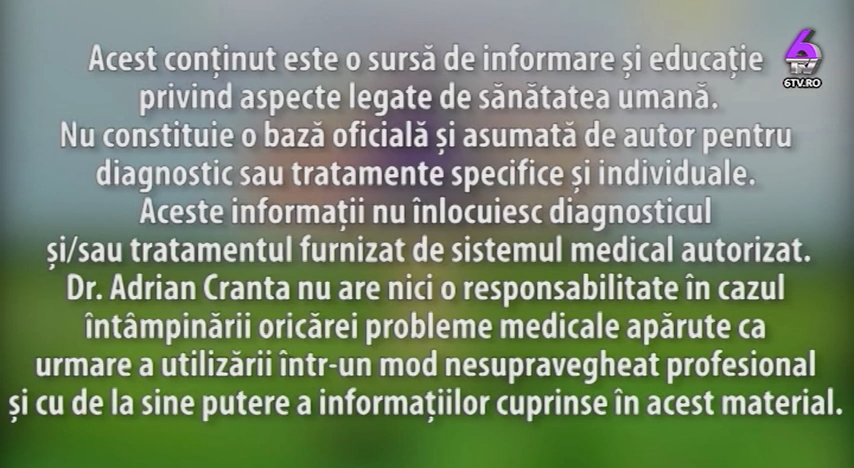 Acest conținut este o sursă de informare și educație
privind aspecte legate de sănătatea umană.
Nu constituie o bază oficială și asumată de autor pentru
diagnostic sau tratamente specifice și individuale.
Aceste informații nu înlocuiesc diagnosticul
și/sau tratamentul furnizat de sistemul medical autorizat.
Dr. Adrian Cranta nu are nici o responsabilitate în cazul
întâmpinării oricărei probleme medicale apărute ca
urmare a utilizării într-un mod nesupravegheat profesional
și cu de la sine putere a informațiilor cuprinse în acest material.
6
TV
6TV.RO